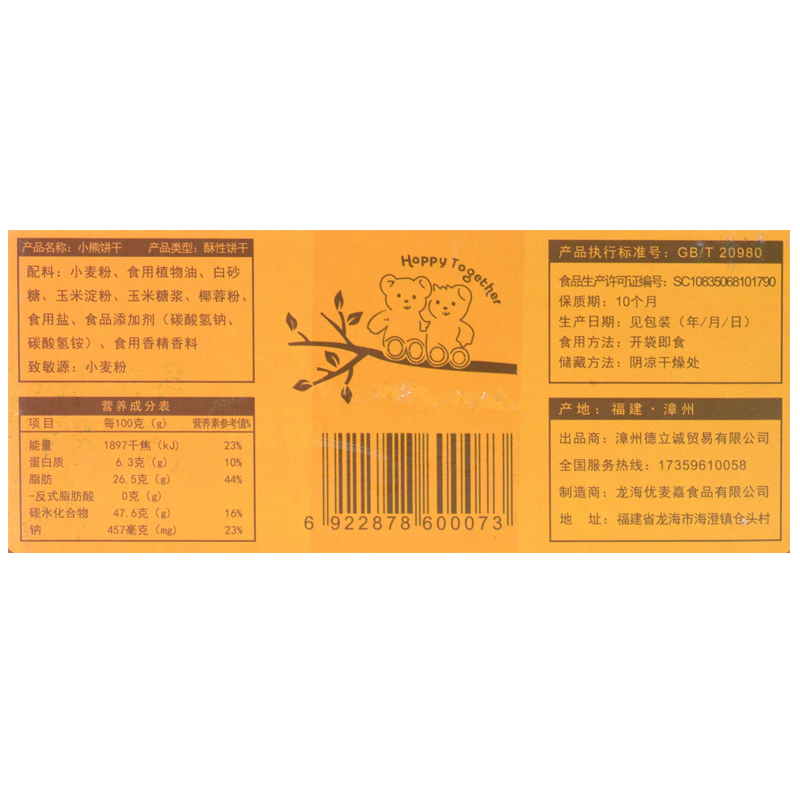 产品名称：小熊饼干 产品类型：酥性饼干
配料：小麦粉、食用植物油、白砂
糖、玉米淀粉、玉米糖浆、椰蓉粉、
食用盐、食品添加剂（碳酸氢钠、
碳酸氢铵）、食用香精香料
致敏源：小麦粉
营养成分表
项目 每100克（g） 营养素参考值%
能量 1897千焦（kJ） 23%
蛋白质 6.3克（g） 10%
脂肪 26.5克（g） 44%
-反式脂肪酸 0克（g）
碳水化合物 47.6克（g） 16%
钠 457毫克（mg） 23%
Happy Together
6 922878 600073
产品执行标准号：GB/T 20980
食品生产许可证编号：SC10835068101790
保质期：10个月
生产日期：见包装（年/月/日）
食用方法：开袋即食
储藏方法：阴凉干燥处
产地：福建·漳州
出品商：漳州德立诚贸易有限公司
全国服务热线：17359610058
制造商：龙海优麦嘉食品有限公司
地 址：福建省龙海市海澄镇仓头村